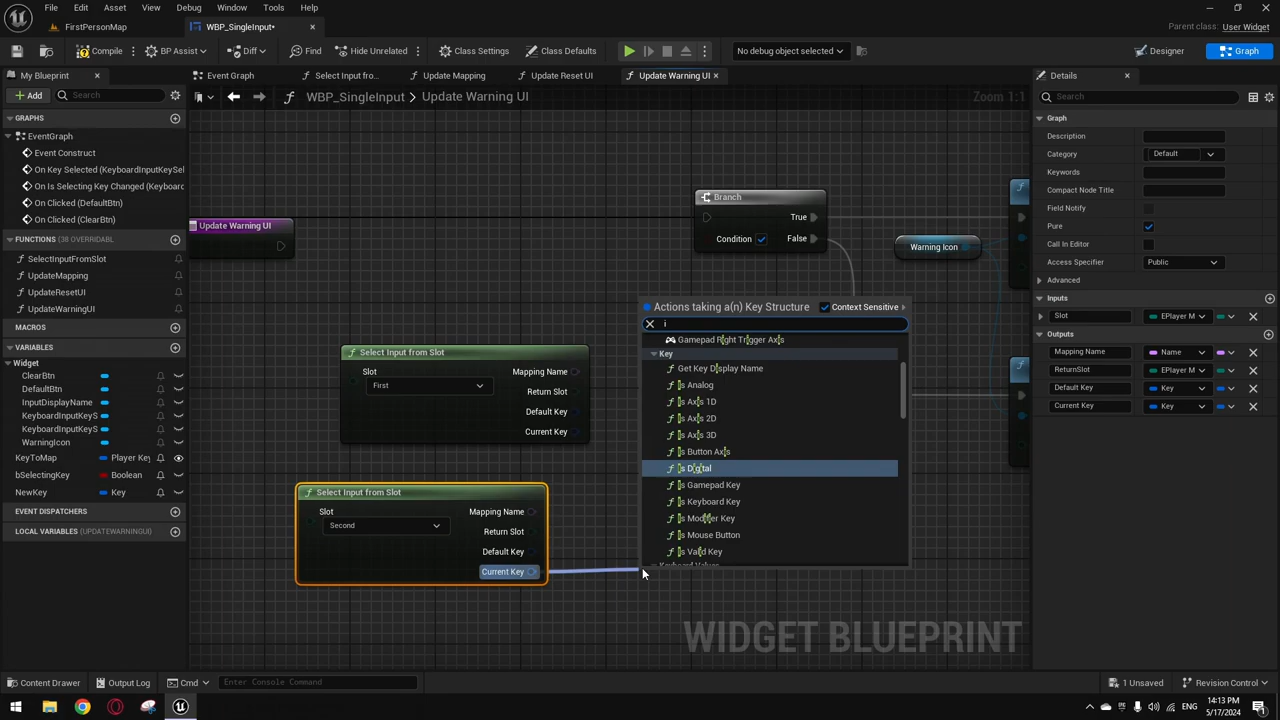 File Edit Asset View Debug Window Tools Help
FirstPersonMap
WBP_SingleInput•
Parent class: User Widget
Compile
BP Assist
Diff
Find
Hide Unrelated
Class Settings
Class Defaults
No debug object selected
Designer
Graph
My Blueprint
Event Graph
Select Input fro...
Update Mapping
Update Reset UI
Update Warning UI
Details
Add
Search
WBP_SingleInput > Update Warning UI
Zoom 1:1
Search
GRAPHS
EventGraph
Event Construct
On Key Selected (KeyboardInputKeySel
On Is Selecting Key Changed (Keyboard
On Clicked (DefaultBtn)
On Clicked (ClearBtn)
FUNCTIONS (38 OVERRIDABL
SelectInputFromSlot
UpdateMapping
UpdateResetUI
UpdateWarningUI
MACROS
VARIABLES
Widget
ClearBtn
DefaultBtn
InputDisplayName
KeyboardInputKeyS
KeyboardInputKeyS
WarningIcon
KeyToMap Player Key
bSelectingKey Boolean
NewKey Key
EVENT DISPATCHERS
LOCAL VARIABLES (UPDATEWARNINGUI)
Update Warning UI
Branch
True
Condition
False
Warning Icon
Select Input from Slot
Slot
First
Mapping Name
Return Slot
Default Key
Current Key
Select Input from Slot
Slot
Second
Mapping Name
Return Slot
Default Key
Current Key
Actions taking a(n) Key Structure
Context Sensitive
i
Gamepad Right Trigger Axis
Key
Get Key Display Name
Is Analog
Is Axis 1D
Is Axis 2D
Is Axis 3D
Is Button Axis
Is Digital
Is Gamepad Key
Is Keyboard Key
Is Modifier Key
Is Mouse Button
Is Valid Key
Keyboard Values
WIDGET BLUEPRINT
Graph
Description
Category Default
Keywords
Compact Node Title
Field Notify
Pure
Call In Editor
Access Specifier Public
Advanced
Inputs
Slot EPlayer M
Outputs
Mapping Name Name
ReturnSlot EPlayer M
Default Key Key
Current Key Key
Content Drawer
Output Log
Cmd
Enter Console Command
1 Unsaved
Revision Control
ENG
14:13 PM
5/17/2024